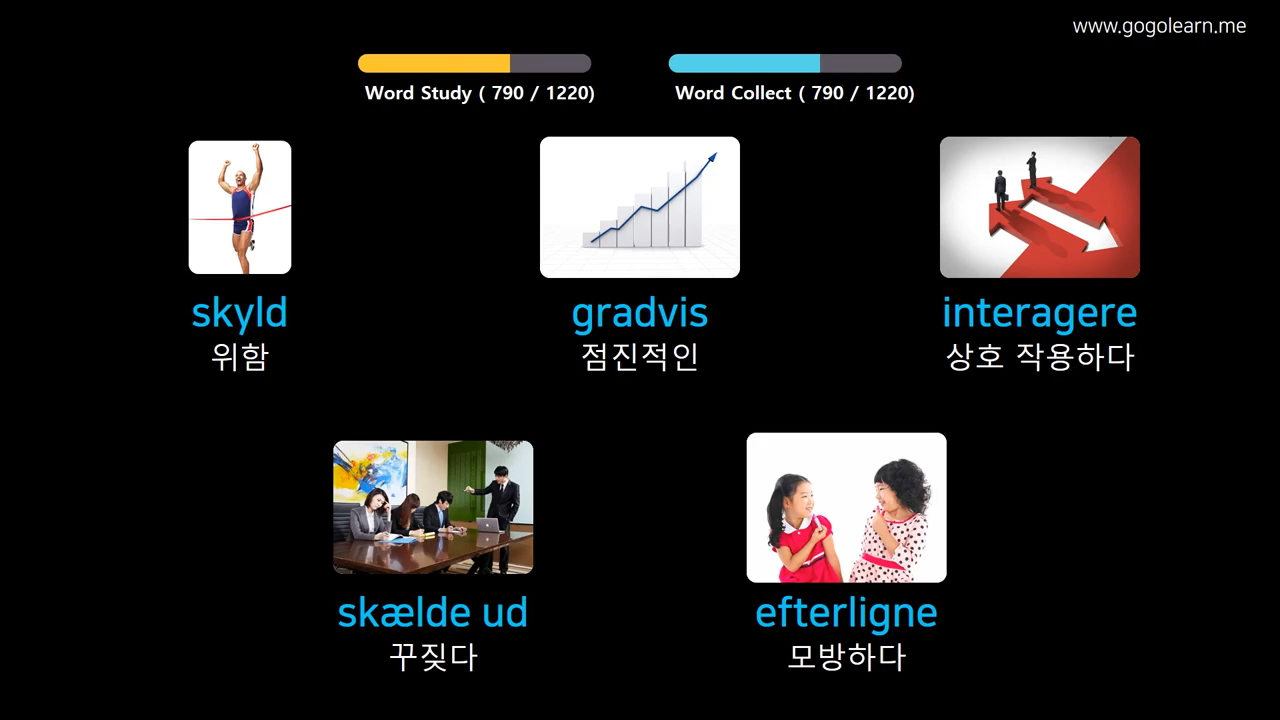 www.gogolearn.me
Word Study ( 790 / 1220)
Word Collect ( 790 / 1220)
skyld
위함
gradvis
점진적인
interagere
상호 작용하다
skælde ud
꾸짖다
efterligne
모방하다